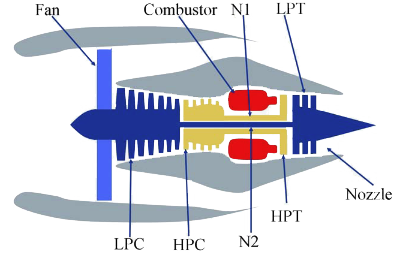 Fan
Combustor
N1
LPT
Nozzle
LPC
HPC
N2
HPT